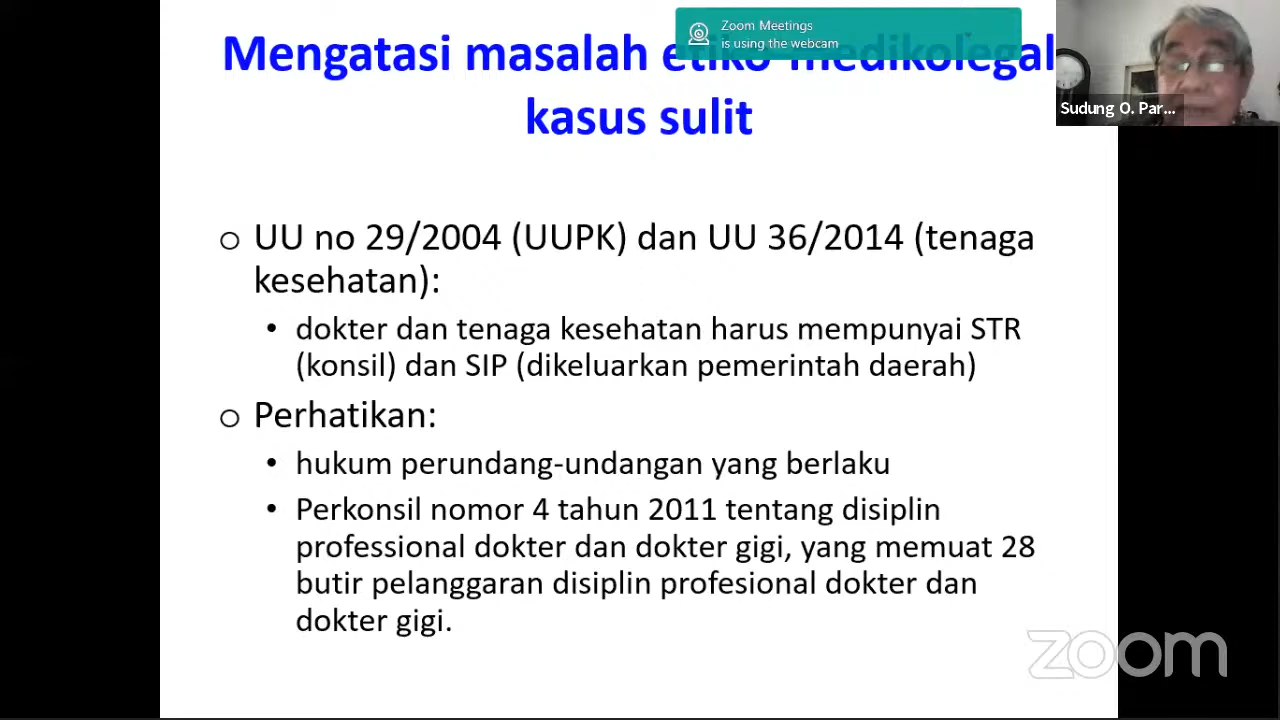 Zoom Meetings
is using the webcam
Mengatasi masalah etiko-medikolegal
kasus sulit
Sudung O. Par...
o UU no 29/2004 (UUPK) dan UU 36/2014 (tenaga
kesehatan):
• dokter dan tenaga kesehatan harus mempunyai STR
(konsil) dan SIP (dikeluarkan pemerintah daerah)
o Perhatikan:
• hukum perundang-undangan yang berlaku
• Perkonsil nomor 4 tahun 2011 tentang disiplin
professional dokter dan dokter gigi, yang memuat 28
butir pelanggaran disiplin profesional dokter dan
dokter gigi.
zoom